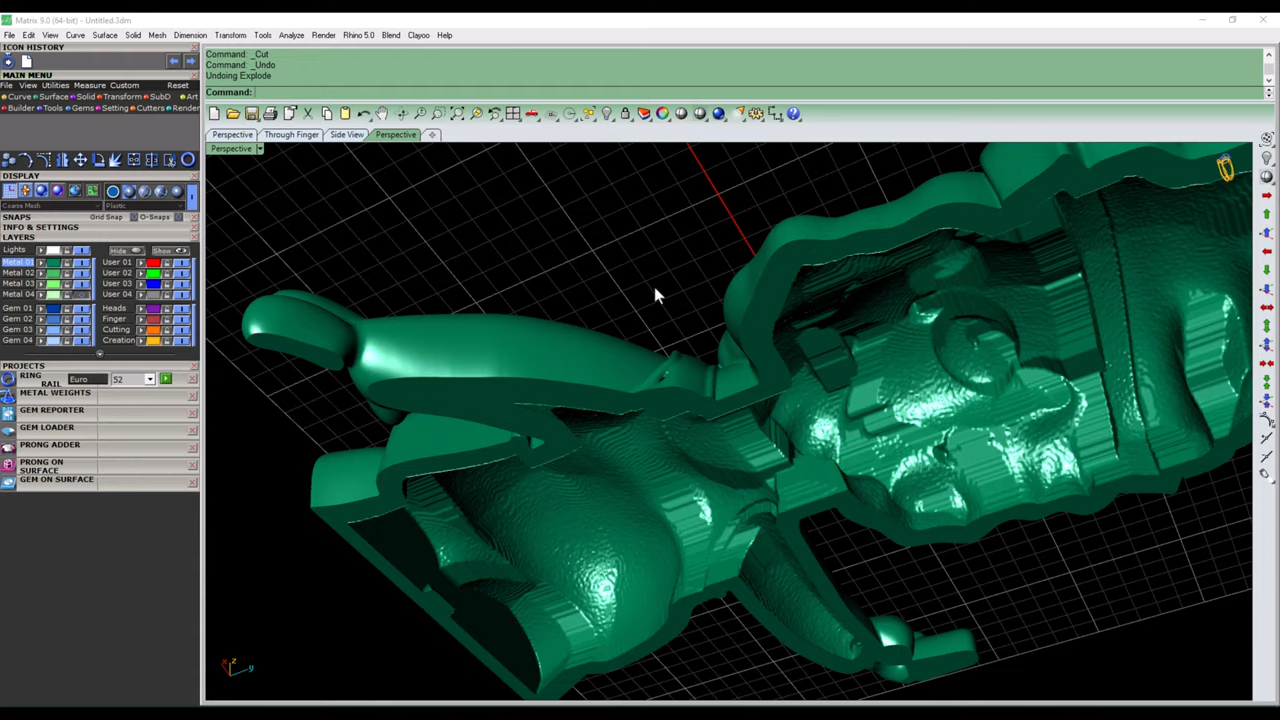 Matrix 9.0 (64-bit) - Untitled.3dm
File Edit View Curve Surface Solid Mesh Dimension Transform Tools Analyze Render Rhino 5.0 Blend Clayoo Help
ICON HISTORY
MAIN MENU
File View Utilities Measure Custom Reset
Curve Surface Solid Transform SubD Art
Builder Tools Gems Setting Cutters Render
DISPLAY
Coarse Mesh Plastic
SNAPS Grid Snap O-Snaps
INFO & SETTINGS
LAYERS
Lights Hide Show
Metal 01 User 01
Metal 02 User 02
Metal 03 User 03
Metal 04 User 04
Gem 01 Heads
Gem 02 Finger
Gem 03 Cutting
Gem 04 Creation
PROJECTS
RING RAIL Euro 52
METAL WEIGHTS
GEM REPORTER
GEM LOADER
PRONG ADDER
PRONG ON SURFACE
GEM ON SURFACE
Command: _Cut
Command: _Undo
Undoing Explode
Command:
Perspective Through Finger Side View Perspective
Perspective
z
x y